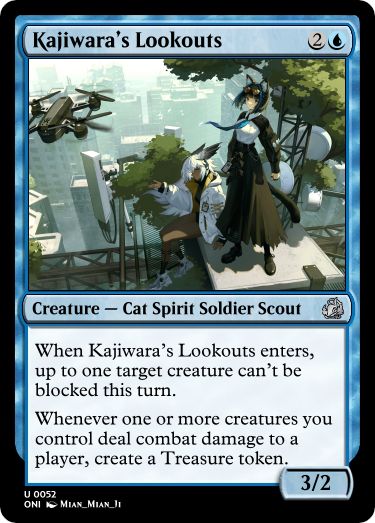 Kajiwara's Lookouts 2
Creature — Cat Spirit Soldier Scout
When Kajiwara's Lookouts enters,
up to one target creature can't be
blocked this turn.
Whenever one or more creatures you
control deal combat damage to a
player, create a Treasure token.
3/2
U 0052
ONI Mian_Mian_Ji